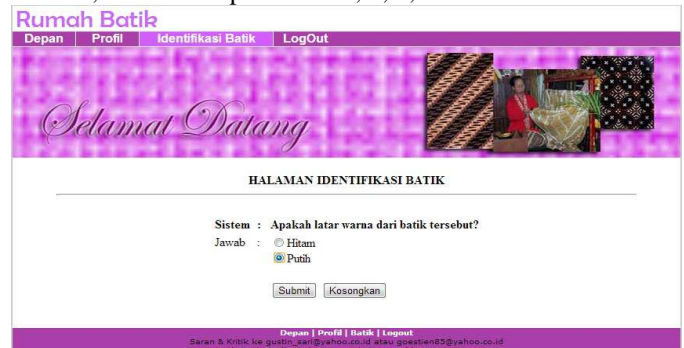 Rumah Batik
Depan Profil Identifikasi Batik LogOut
Selamat Datang
HALAMAN IDENTIFIKASI BATIK
Sistem : Apakah latar warna dari batik tersebut?
Jawab : Hitam
Putih
Submit Kosongkan
Depan | Profil | Batik | Logout
Saran & Kritik ke gustin_sari@yahoo.co.id atau goestien85@yahoo.co.id